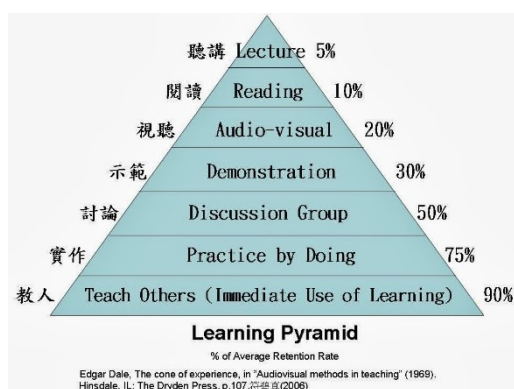 聽講 Lecture 5%
閱讀 Reading 10%
視聽 Audio-visual 20%
示範 Demonstration 30%
討論 Discussion Group 50%
實作 Practice by Doing 75%
教人 Teach Others (Immediate Use of Learning) 90%
Learning Pyramid
% of Average Retention Rate
Edgar Dale, The cone of experience, in "Audiovisual methods in teaching" (1969).
Hinsdale, IL: The Dryden Press, p.107.(2006)